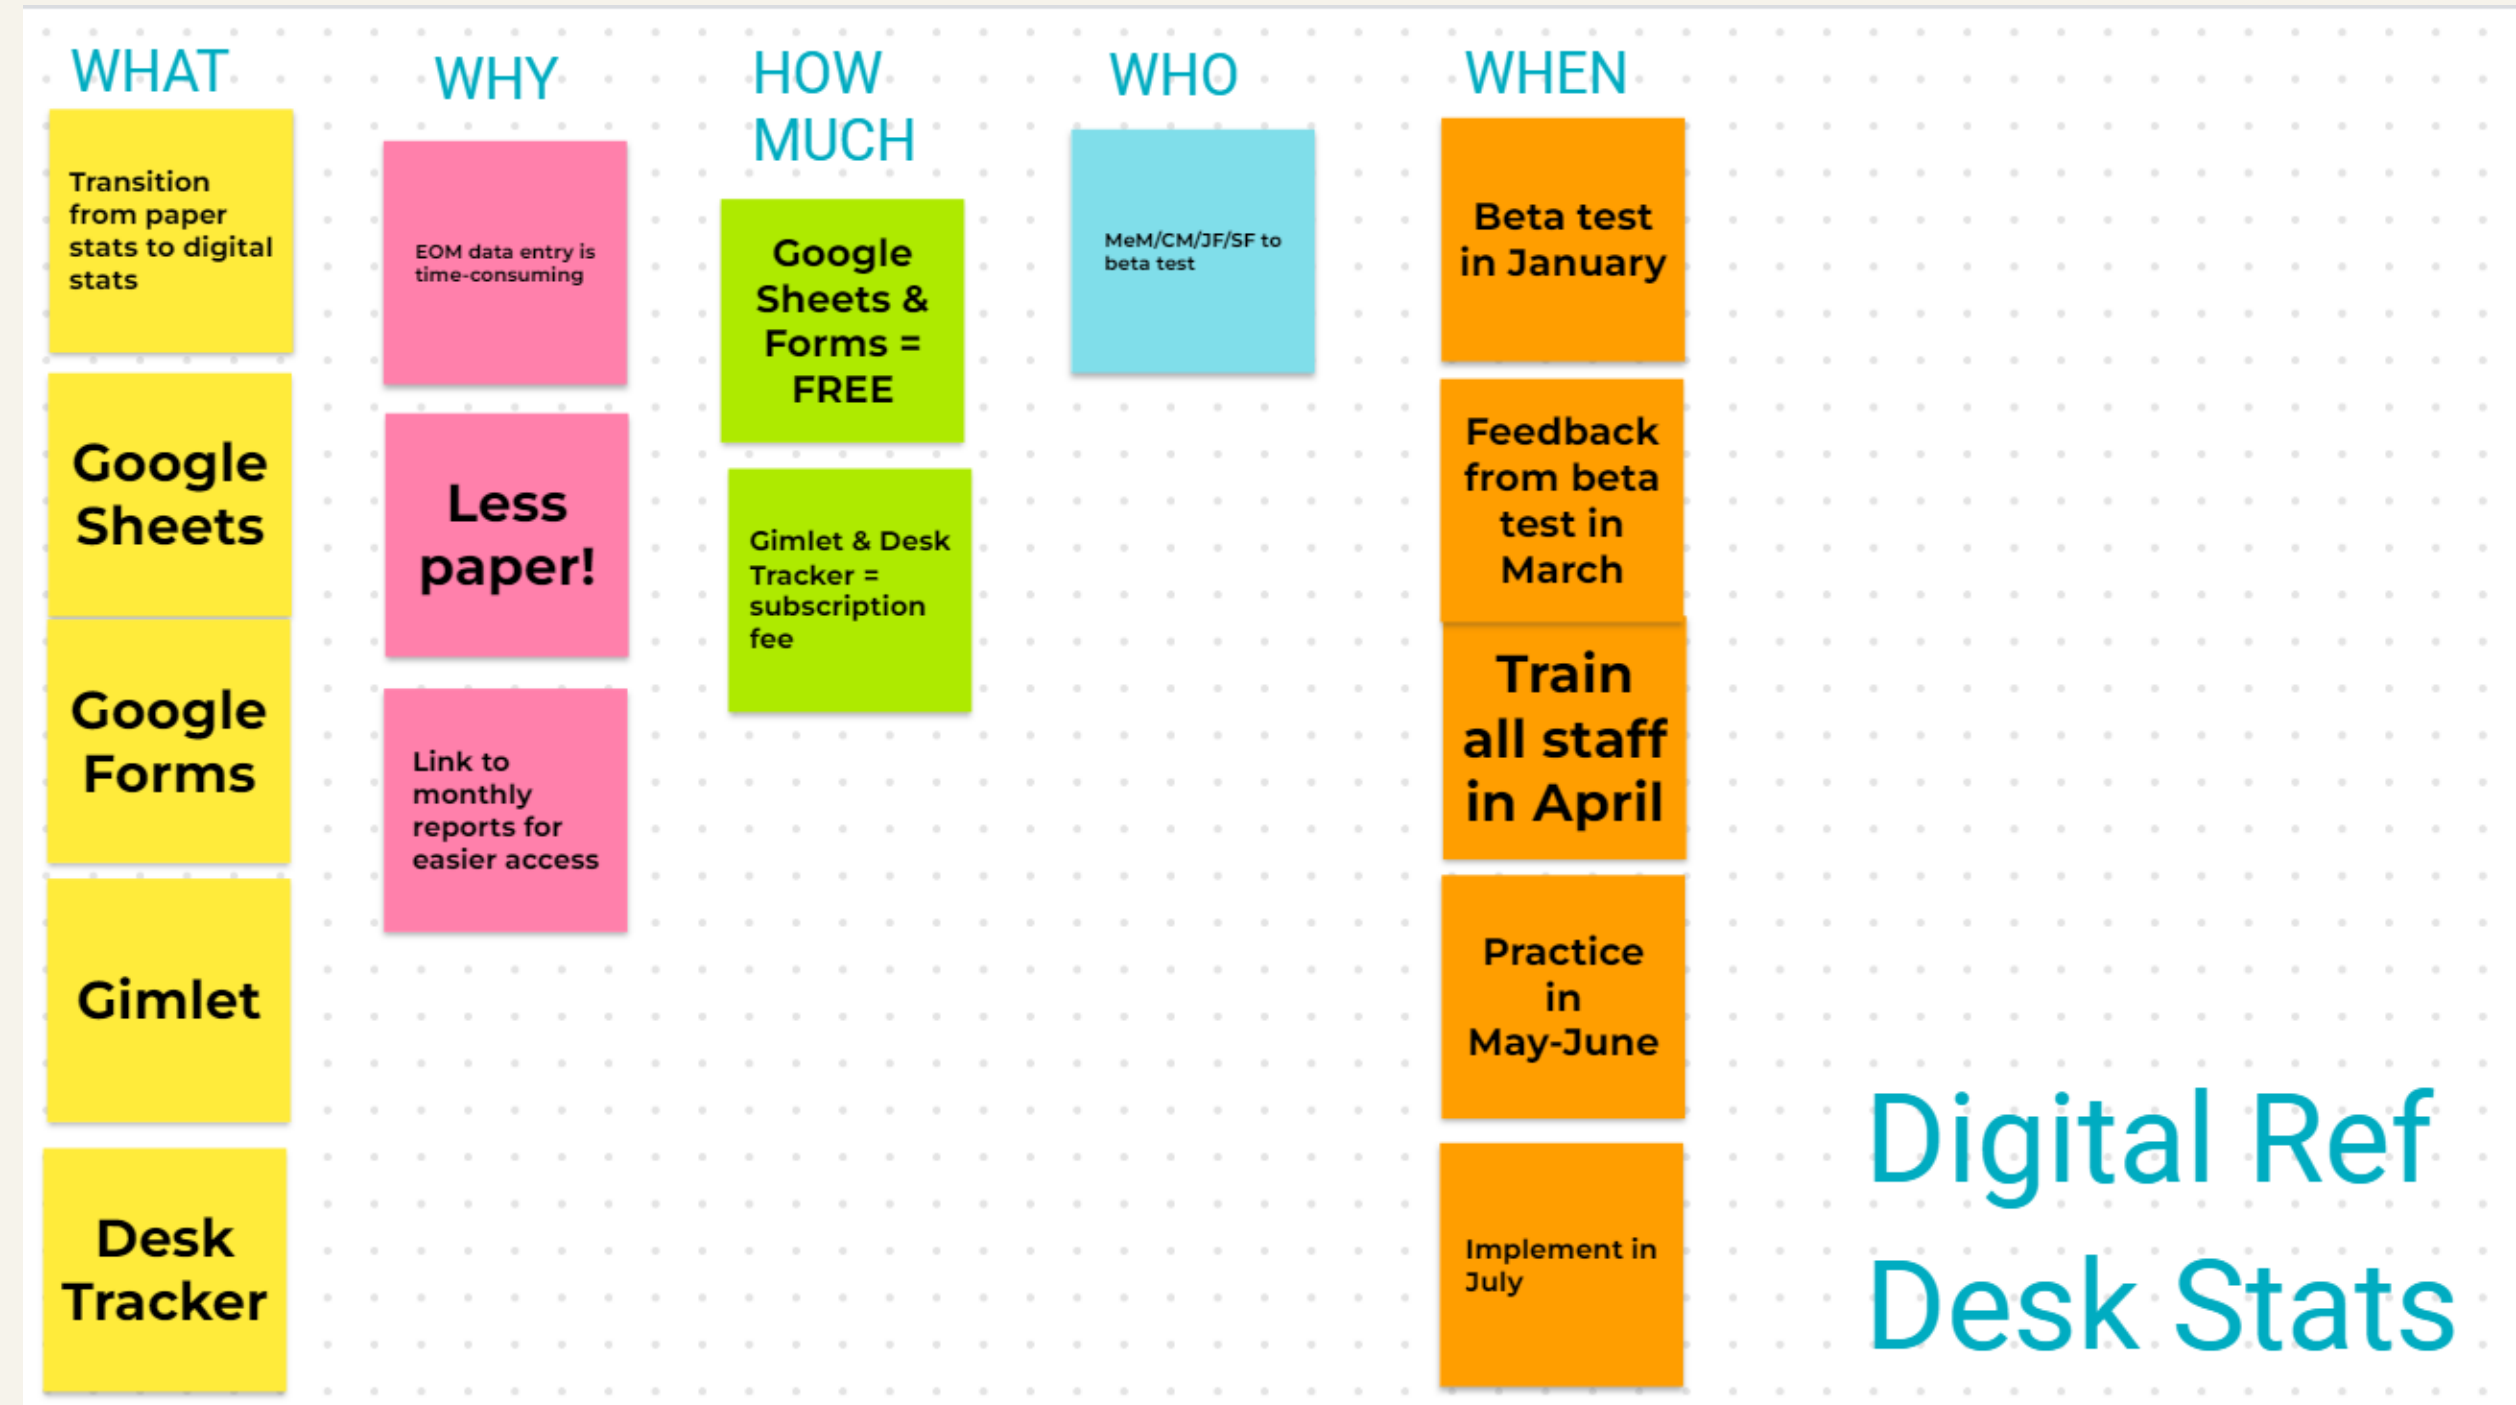 WHAT
Transition
from paper
stats to digital
stats
Google
Sheets
Google
Forms
Gimlet
Desk
Tracker
WHY
EOM data entry is
time-consuming
Less
paper!
Link to
monthly
reports for
easier access
HOW
MUCH
Google
Sheets &
Forms =
FREE
Gimlet & Desk
Tracker =
subscription
fee
WHO
MeM/CM/JF/SF to
beta test
WHEN
Beta test
in January
Feedback
from beta
test in
March
Train
all staff
in April
Practice
in
May-June
Implement in
July
Digital Ref
Desk Stats